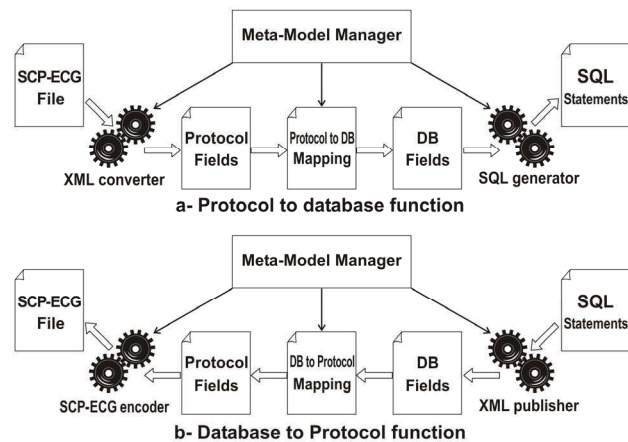 Meta-Model Manager
SCP-ECG
File
XML converter
Protocol
Fields
Protocol to DB
Mapping
DB
Fields
SQL generator
SQL
Statements
a- Protocol to database function
Meta-Model Manager
SCP-ECG
File
SCP-ECG encoder
Protocol
Fields
DB to Protocol
Mapping
DB
Fields
XML publisher
SQL
Statements
b- Database to Protocol function